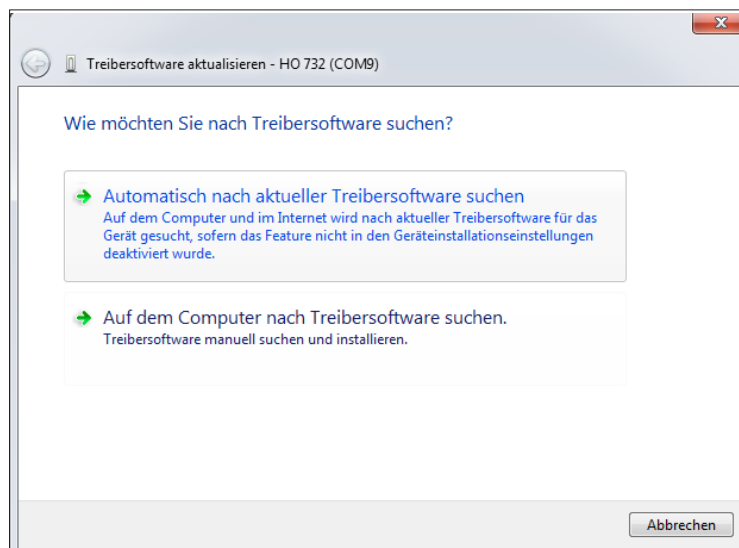 Treibersoftware aktualisieren - HO 732 (COM9)
Wie möchten Sie nach Treibersoftware suchen?
Automatisch nach aktueller Treibersoftware suchen
Auf dem Computer und im Internet wird nach aktueller Treibersoftware für das
Gerät gesucht, sofern das Feature nicht in den Geräteinstallationseinstellungen
deaktiviert wurde.
Auf dem Computer nach Treibersoftware suchen.
Treibersoftware manuell suchen und installieren.
Abbrechen